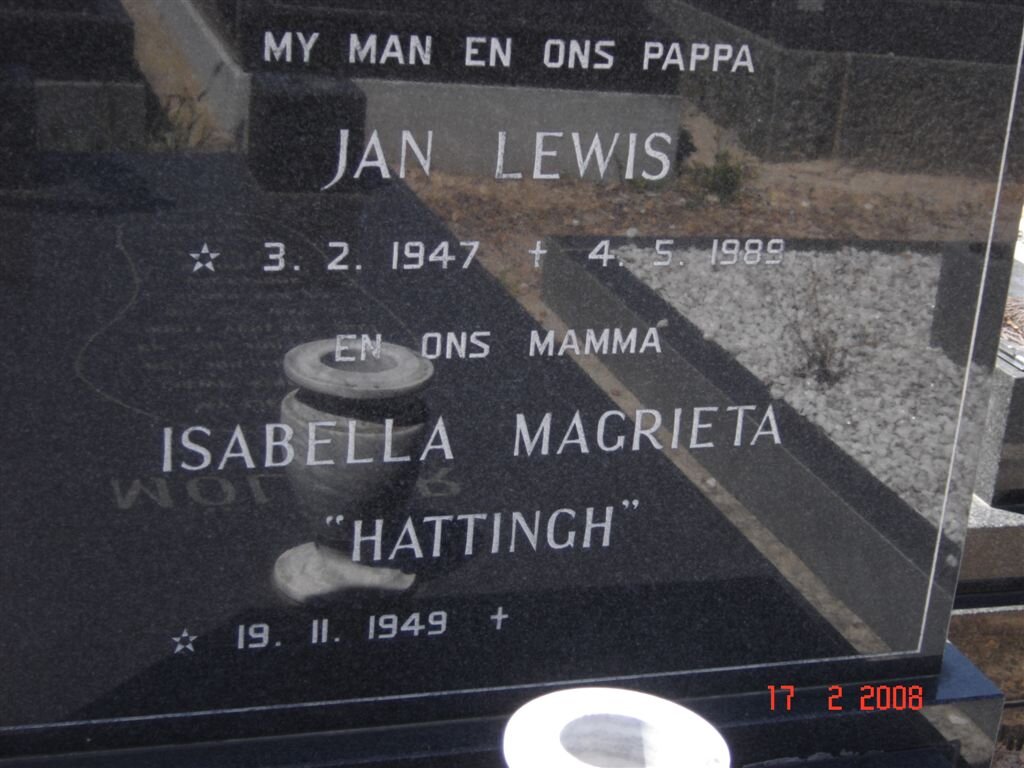 MY MAN EN ONS PAPPA
JAN LEWIS
☆ 3. 2. 1947 † 4. 5. 1989
EN ONS MAMMA
ISABELLA MAGRIETA
"HATTINGH"
☆ 19. 11. 1949 †
17 2 2008